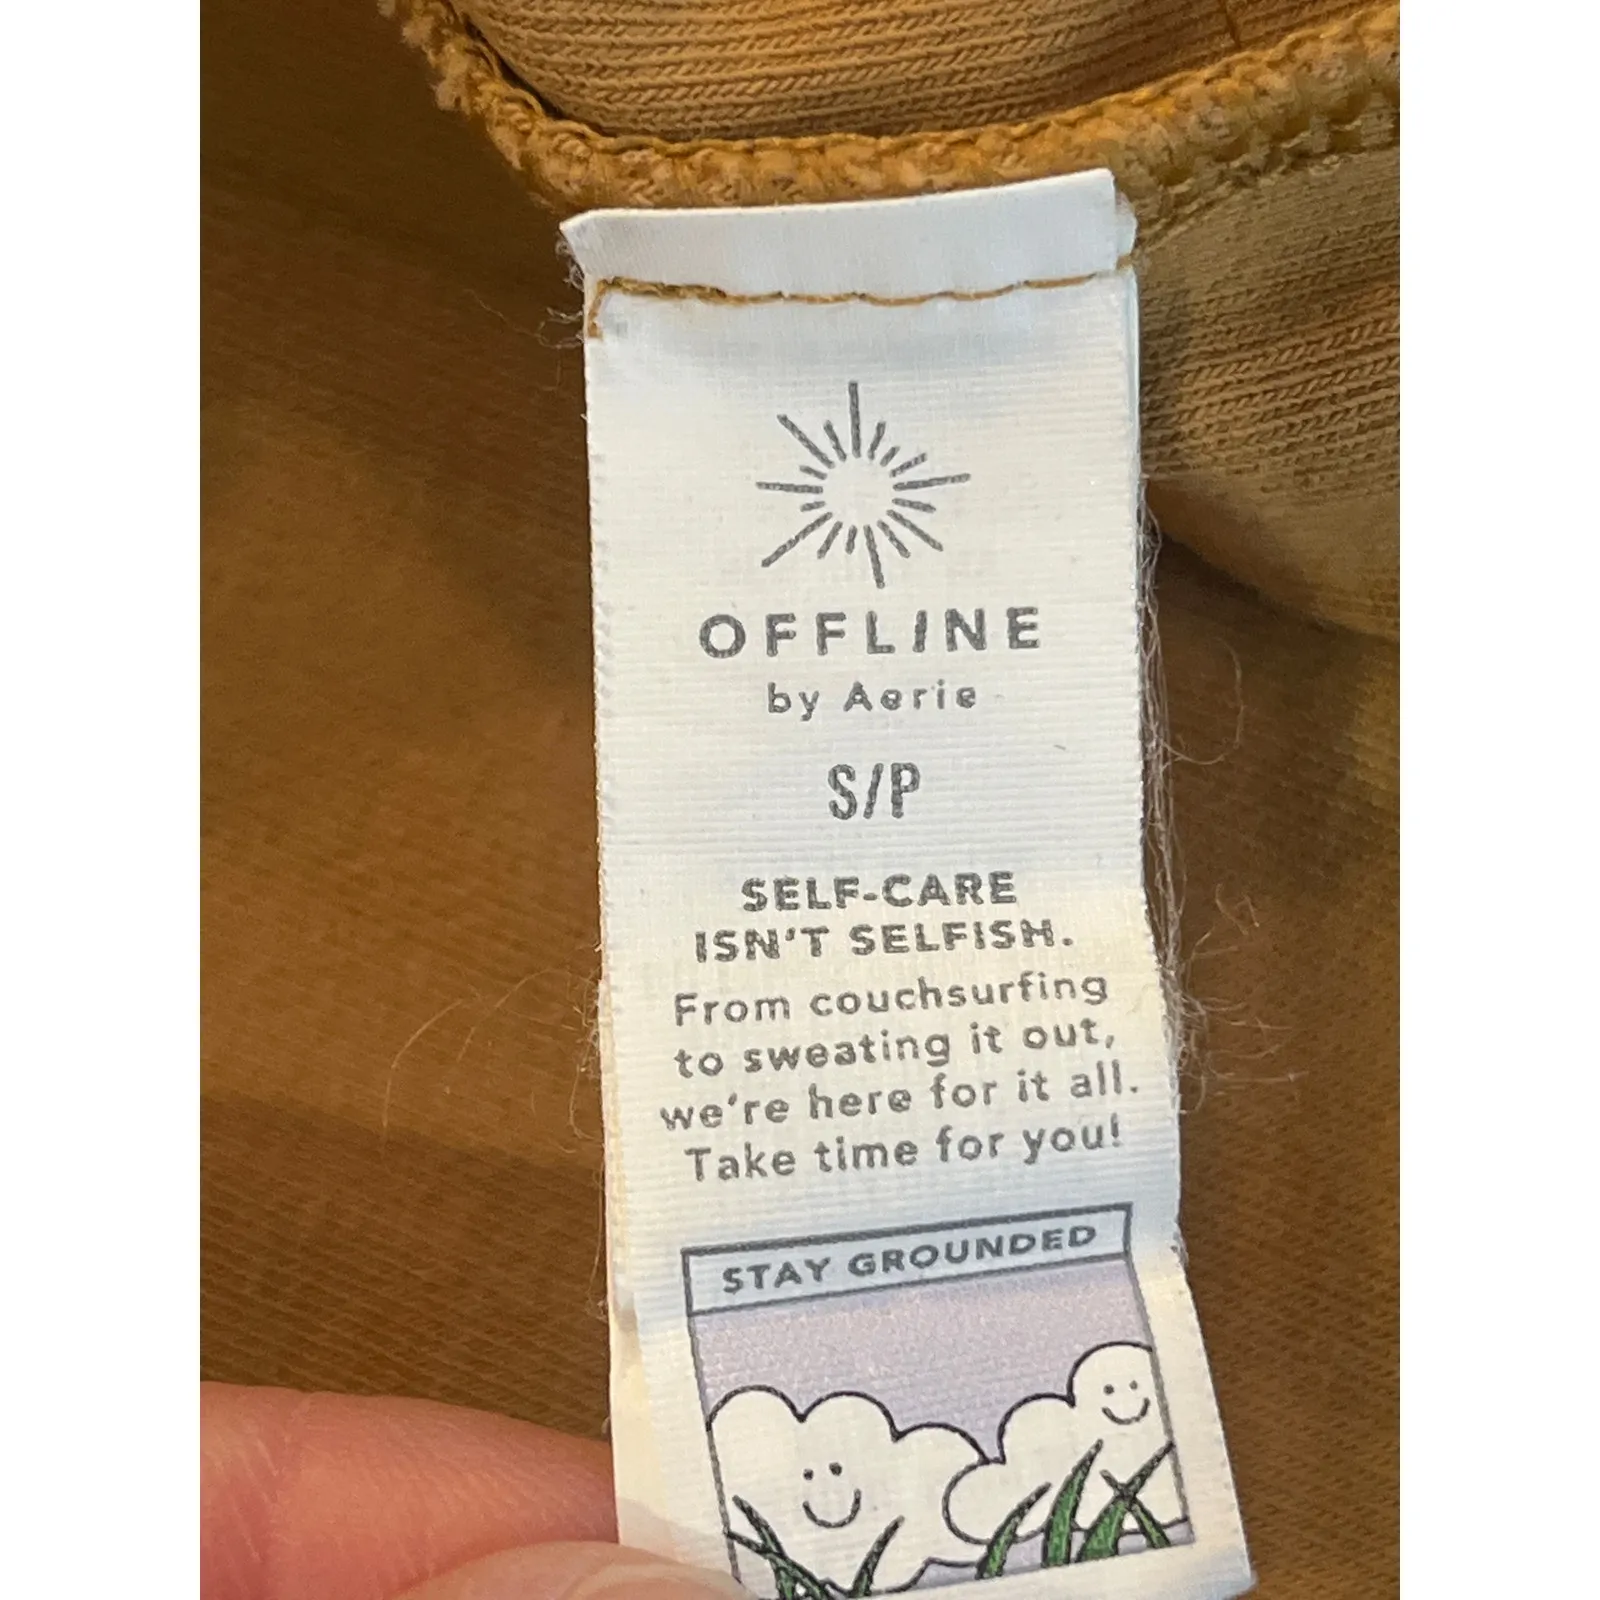 OFFLINE
by Aerie
S/P
SELF-CARE
ISN'T SELFISH.
From couchsurfing
to sweating it out,
we're here for it all.
Take time for you!
STAY GROUNDED